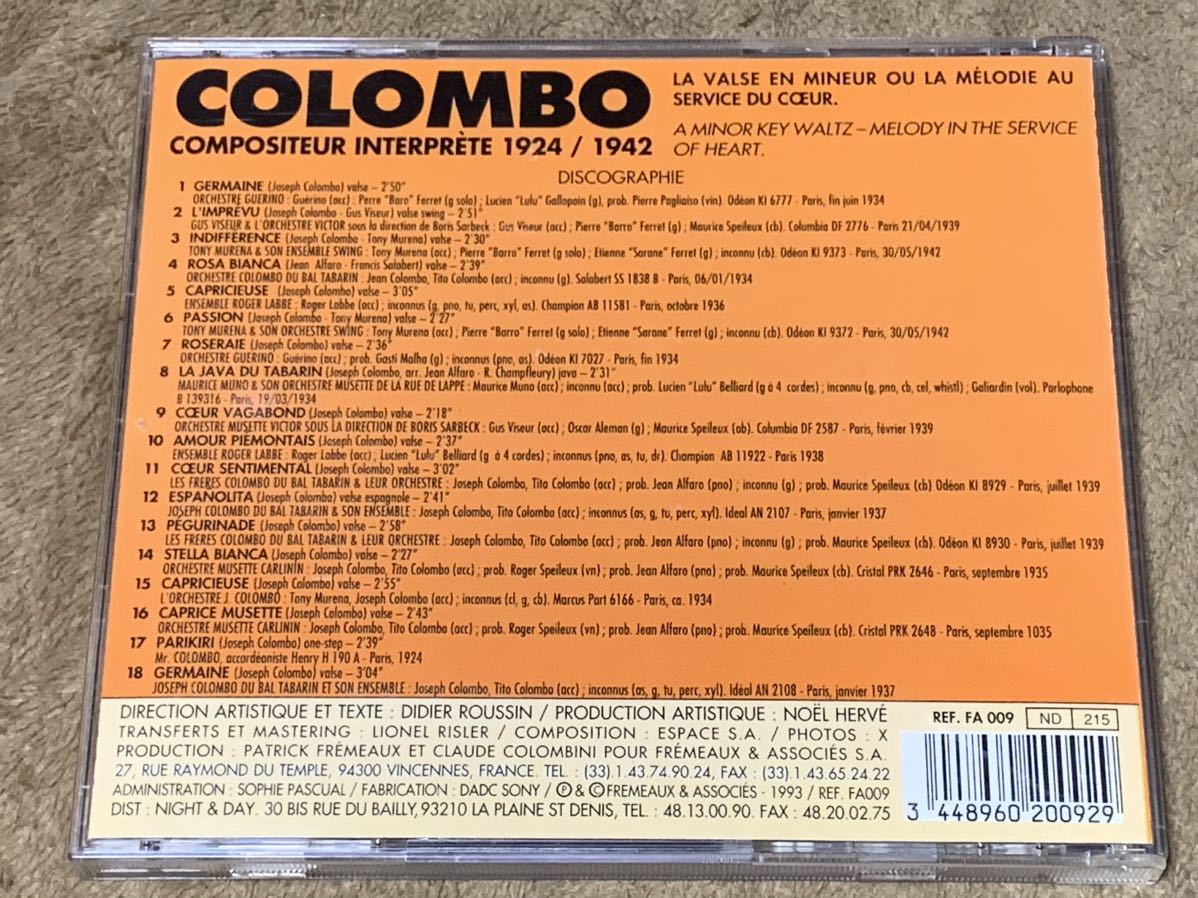 COLOMBO
COMPOSITEUR INTERPRÈTE 1924 / 1942
LA VALSE EN MINEUR OU LA MÉLODIE AU
SERVICE DU CŒUR.
A MINOR KEY WALTZ – MELODY IN THE SERVICE
OF HEART.
DISCOGRAPHIE
1 GERMAINE (Joseph Colombo) valse – 2'50"
ORCHESTRE GUERINO : Guérino (acc) ; Perre "Baro" Ferret (g solo) ; Lucien "Lulu" Gallopain (g), prob. Pierre Pagliaiso (vin). Odéon KI 6777 - Paris, fin juin 1934
2 L'IMPRÉVU (Joseph Colombo - Gus Viseur) valse swing – 2'51"
GUS VISEUR & L'ORCHESTRE VICTOR sous la direction de Boris Sarbeck : Gus Viseur (acc) ; Pierre "Barro" Ferret (g) ; Maurice Speileux (cb). Columbia DF 2776 - Paris 21/04/1939
3 INDIFFÉRENCE (Joseph Colombo - Tony Murena) valse – 2'30"
TONY MURENA & SON ENSEMBLE SWING : Tony Murena (acc) ; Pierre "Barro" Ferret (g solo) ; Etienne "Sarane" Ferret (g) ; inconnu (cb). Odéon KI 9373 - Paris, 30/05/1942
4 ROSA BIANCA (Jean Alfaro - Francis Salabert) valse – 2'39"
ORCHESTRE COLOMBO DU BAL TABARIN : Jean Colombo, Tito Colombo (acc) ; inconnu (g). Salabert SS 1838 B - Paris, 06/01/1934
5 CAPRICIEUSE (Joseph Colombo) valse – 3'05"
ENSEMBLE ROGER LABBE : Roger Labbe (acc) ; inconnus (g, pno, tu, perc, xyl, as). Champion AB 11581 - Paris, octobre 1936
6 PASSION (Joseph Colombo - Tony Murena) valse – 2'27"
TONY MURENA & SON ORCHESTRE SWING : Tony Murena (acc) ; Pierre "Barro" Ferret (g solo) ; Etienne "Sarane" Ferret (g) ; inconnu (cb). Odéon KI 9372 - Paris, 30/05/1942
7 ROSERAIE (Joseph Colombo) valse – 2'36"
ORCHESTRE GUERINO : Guérino (acc) ; prob. Gasti Malha (g) ; inconnus (pno, as). Odéon KI 7027 - Paris, fin 1934
8 LA JAVA DU TABARIN (Joseph Colombo, arr. Jean Alfaro - R. Champfleury) java – 2'31"
MAURICE MUNO & SON ORCHESTRE MUSETTE DE LA RUE DE LAPPE : Maurice Muno (acc) ; inconnu (acc) ; prob. Lucien "Lulu" Belliard (g à 4 cordes) ; inconnu (g, pno, cb, cel, whistl) ; Galiardin (vol). Parlophone
B 139316 - Paris, 19/03/1934
9 CŒUR VAGABOND (Joseph Colombo) valse – 2'18"
ORCHESTRE MUSETTE VICTOR SOUS LA DIRECTION DE BORIS SARBECK : Gus Viseur (acc) ; Oscar Aleman (g) ; Maurice Speileux (ob). Columbia DF 2587 - Paris, février 1939
10 AMOUR PIÉMONTAIS (Joseph Colombo) valse – 2'37"
ENSEMBLE ROGER LABBE : Roger Labbe (acc) ; Lucien "Lulu" Belliard (g à 4 cordes) ; inconnus (pno, as, tu, dr). Champion AB 11922 - Paris 1938
11 CŒUR SENTIMENTAL (Joseph Colombo) valse – 3'02"
LES FRERES COLOMBO DU BAL TABARIN & LEUR ORCHESTRE : Joseph Colombo, Tito Colombo (acc) ; prob. Jean Alfaro (pno) ; inconnu (g) ; inconnu. prob. Maurice Speileux (cb) Odéon KI 8929 - Paris, juillet 1939
12 ESPANOLITA (Joseph Colombo) valse espagnole – 2'41"
JOSEPH COLOMBO DU BAL TABARIN & SON ENSEMBLE : Joseph Colombo, Tito Colombo (acc) ; inconnus (as, g, tu, perc, xyl). Ideal AN 2107 - Paris, janvier 1937
13 PÉGURINADE (Joseph Colombo) valse – 2'58"
LES FRERES COLOMBO DU BAL TABARIN & LEUR ORCHESTRE : Joseph Colombo, Tito Colombo (acc) ; prob. Jean Alfaro (pno) ; inconnu (g) ; inconnu, prob. Maurice Speileux (cb). Odéon KI 8930 - Paris, juillet 1939
14 STELLA BIANCA (Joseph Colombo) valse – 2'27"
ORCHESTRE MUSETTE CARLININ : Joseph Colombo, Tito Colombo (acc) ; prob. Roger Speileux (vn) ; prob. Jean Alfaro (pno) ; prob. Maurice Speileux (cb). Cristal PRK 2646 - Paris, septembre 1935
15 CAPRICIEUSE (Joseph Colombo) valse – 2'55"
L'ORCHESTRE J. COLOMBO : Tony Murena, Joseph Colombo (acc) ; inconnus (cl, g, cb). Marcus Part 6166 - Paris, ca. 1934
16 CAPRICE MUSETTE (Joseph Colombo) valse – 2'43"
ORCHESTRE MUSETTE CARLININ : Joseph Colombo, Tito Colombo (acc) ; prob. Roger Speileux (vn) ; prob. Jean Alfaro (pno) ; prob. Maurice Speileux (cb). Cristal PRK 2648 - Paris, septembre 1035
17 PARIKIRI (Joseph Colombo) one-step – 2'39"
Mr. COLOMBO, accordéoniste Henry H 190 A - Paris, 1924
18 GERMAINE (Joseph Colombo) valse – 3'04"
JOSEPH COLOMBO DU BAL TABARIN ET SON ENSEMBLE : Joseph Colombo, Tito Colombo (acc) ; inconnus (as, g, tu, perc, xyl). Idéal AN 2108 - Paris, janvier 1937
DIRECTION ARTISTIQUE ET TEXTE : DIDIER ROUSSIN / PRODUCTION ARTISTIQUE : NOËL HERVÉ
TRANSFERTS ET MASTERING : LIONEL RISLER / COMPOSITION : ESPACE S.A. / PHOTOS : X
PRODUCTION : PATRICK FRÉMEAUX ET CLAUDE COLOMBINI POUR FRÉMEAUX & ASSOCIÉS S.A.
27, RUE RAYMOND DU TEMPLE, 94300 VINCENNES, FRANCE. TEL. : (33).1.43.74.90.24, FAX : (33).1.43.65.24.22
ADMINISTRATION : SOPHIE PASCUAL / FABRICATION : DADC SONY / ℗ & ©FREMEAUX & ASSOCIÉS - 1993 / REF. FA009
DIST : NIGHT & DAY. 30 BIS RUE DU BAILLY, 93210 LA PLAINE ST DENIS, TEL. : 48.13.00.90. FAX : 48.20.02.75
REF. FA 009 ND 215
3 448960 200929